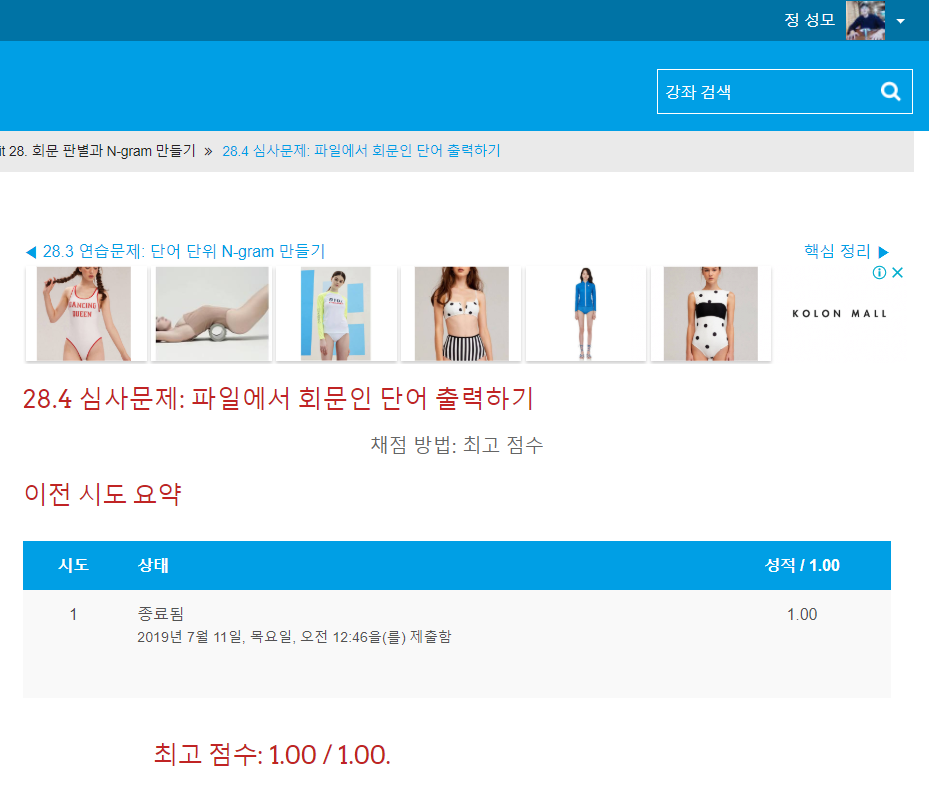 정 성모
강좌 검색
it 28. 회문 판별과 N-gram 만들기 » 28.4 심사문제: 파일에서 회문인 단어 출력하기
◀ 28.3 연습문제: 단어 단위 N-gram 만들기 핵심 정리 ▶
DANCING
QUEEN
KOLON MALL
28.4 심사문제: 파일에서 회문인 단어 출력하기
채점 방법: 최고 점수
이전 시도 요약
시도 상태 성적 / 1.00
1 종료됨 1.00
2019년 7월 11일, 목요일, 오전 12:46을(를) 제출함
최고 점수: 1.00 / 1.00.